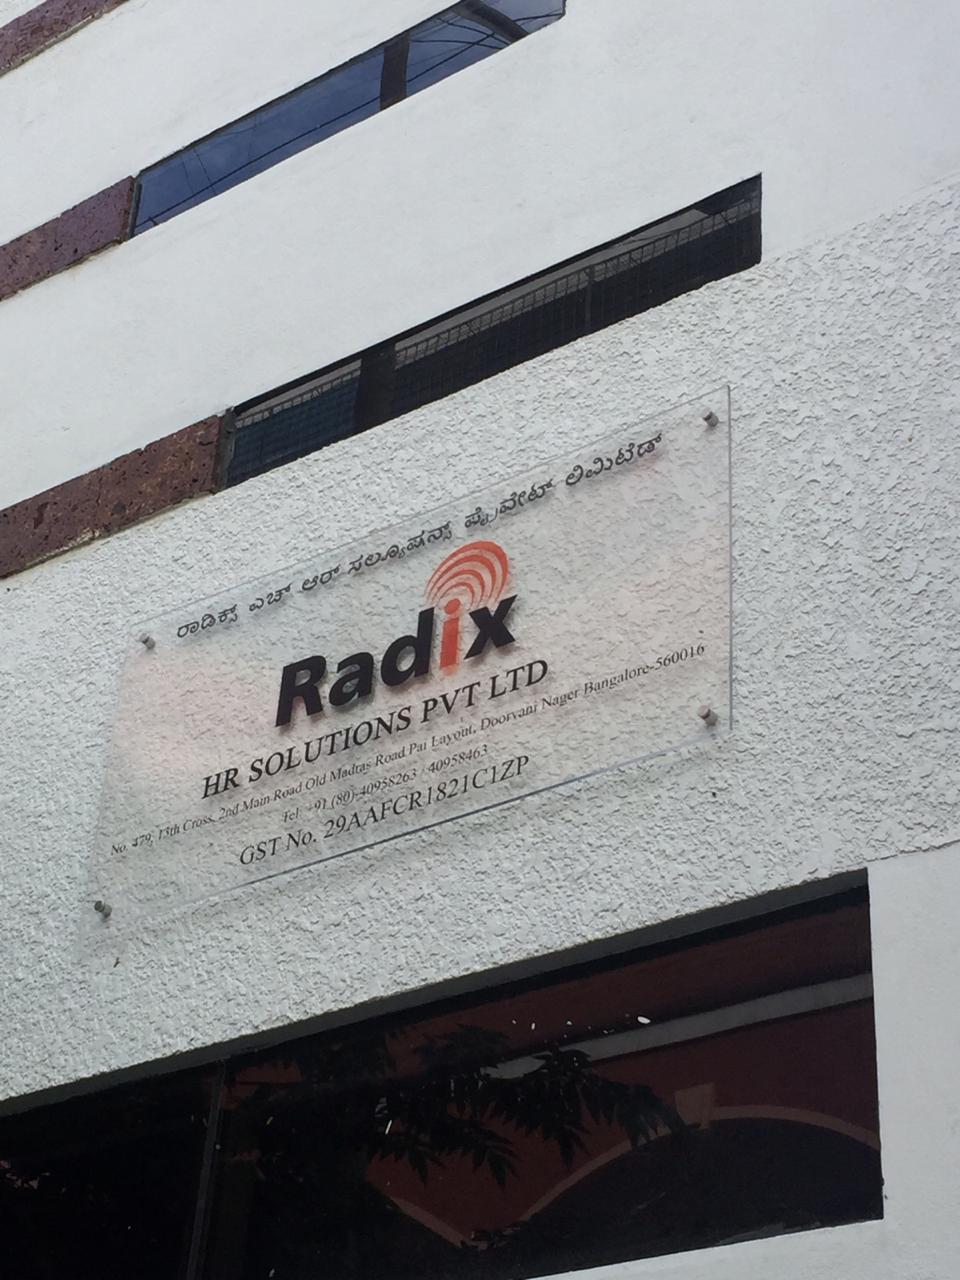 ರಾಡಿಕ್ಸ್ ಎಚ್ ಆರ್ ಸಲ್ಯೂಷನ್ಸ್ ಪ್ರೈವೇಟ್ ಲಿಮಿಟೆಡ್
Radix
HR SOLUTIONS PVT LTD
No. 479, 13th Cross, 2nd Main Road Old Madras Road Pai Layout, Doorvani Nager Bangalore-560016
Tel: +91 (80)-40958263 / 40958463
GST No. 29AAFCR1821C1ZP